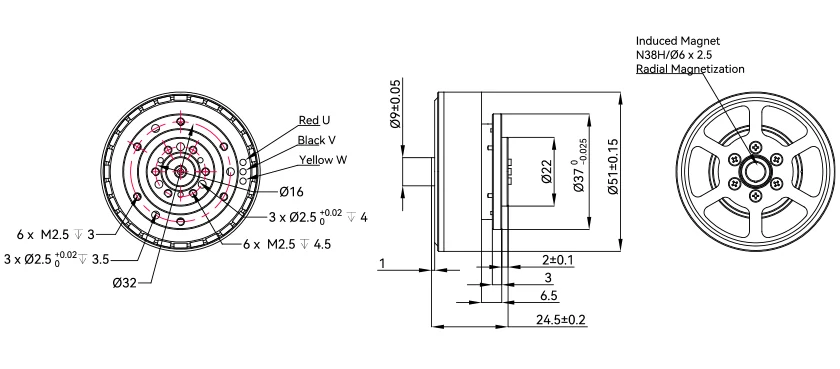 Red U
Black V
Yellow W
Ø16
3 x Ø2.5 +0.02 0 ↧ 4
6 x M2.5 ↧ 3
6 x M2.5 ↧ 4.5
3 x Ø2.5 +0.02 0 ↧ 3.5
Ø32
Ø9±0.05
Ø22
Ø37 0 -0.025
Ø51±0.15
1
2±0.1
3
6.5
24.5±0.2
Induced Magnet
N38H/Ø6 x 2.5
Radial Magnetization